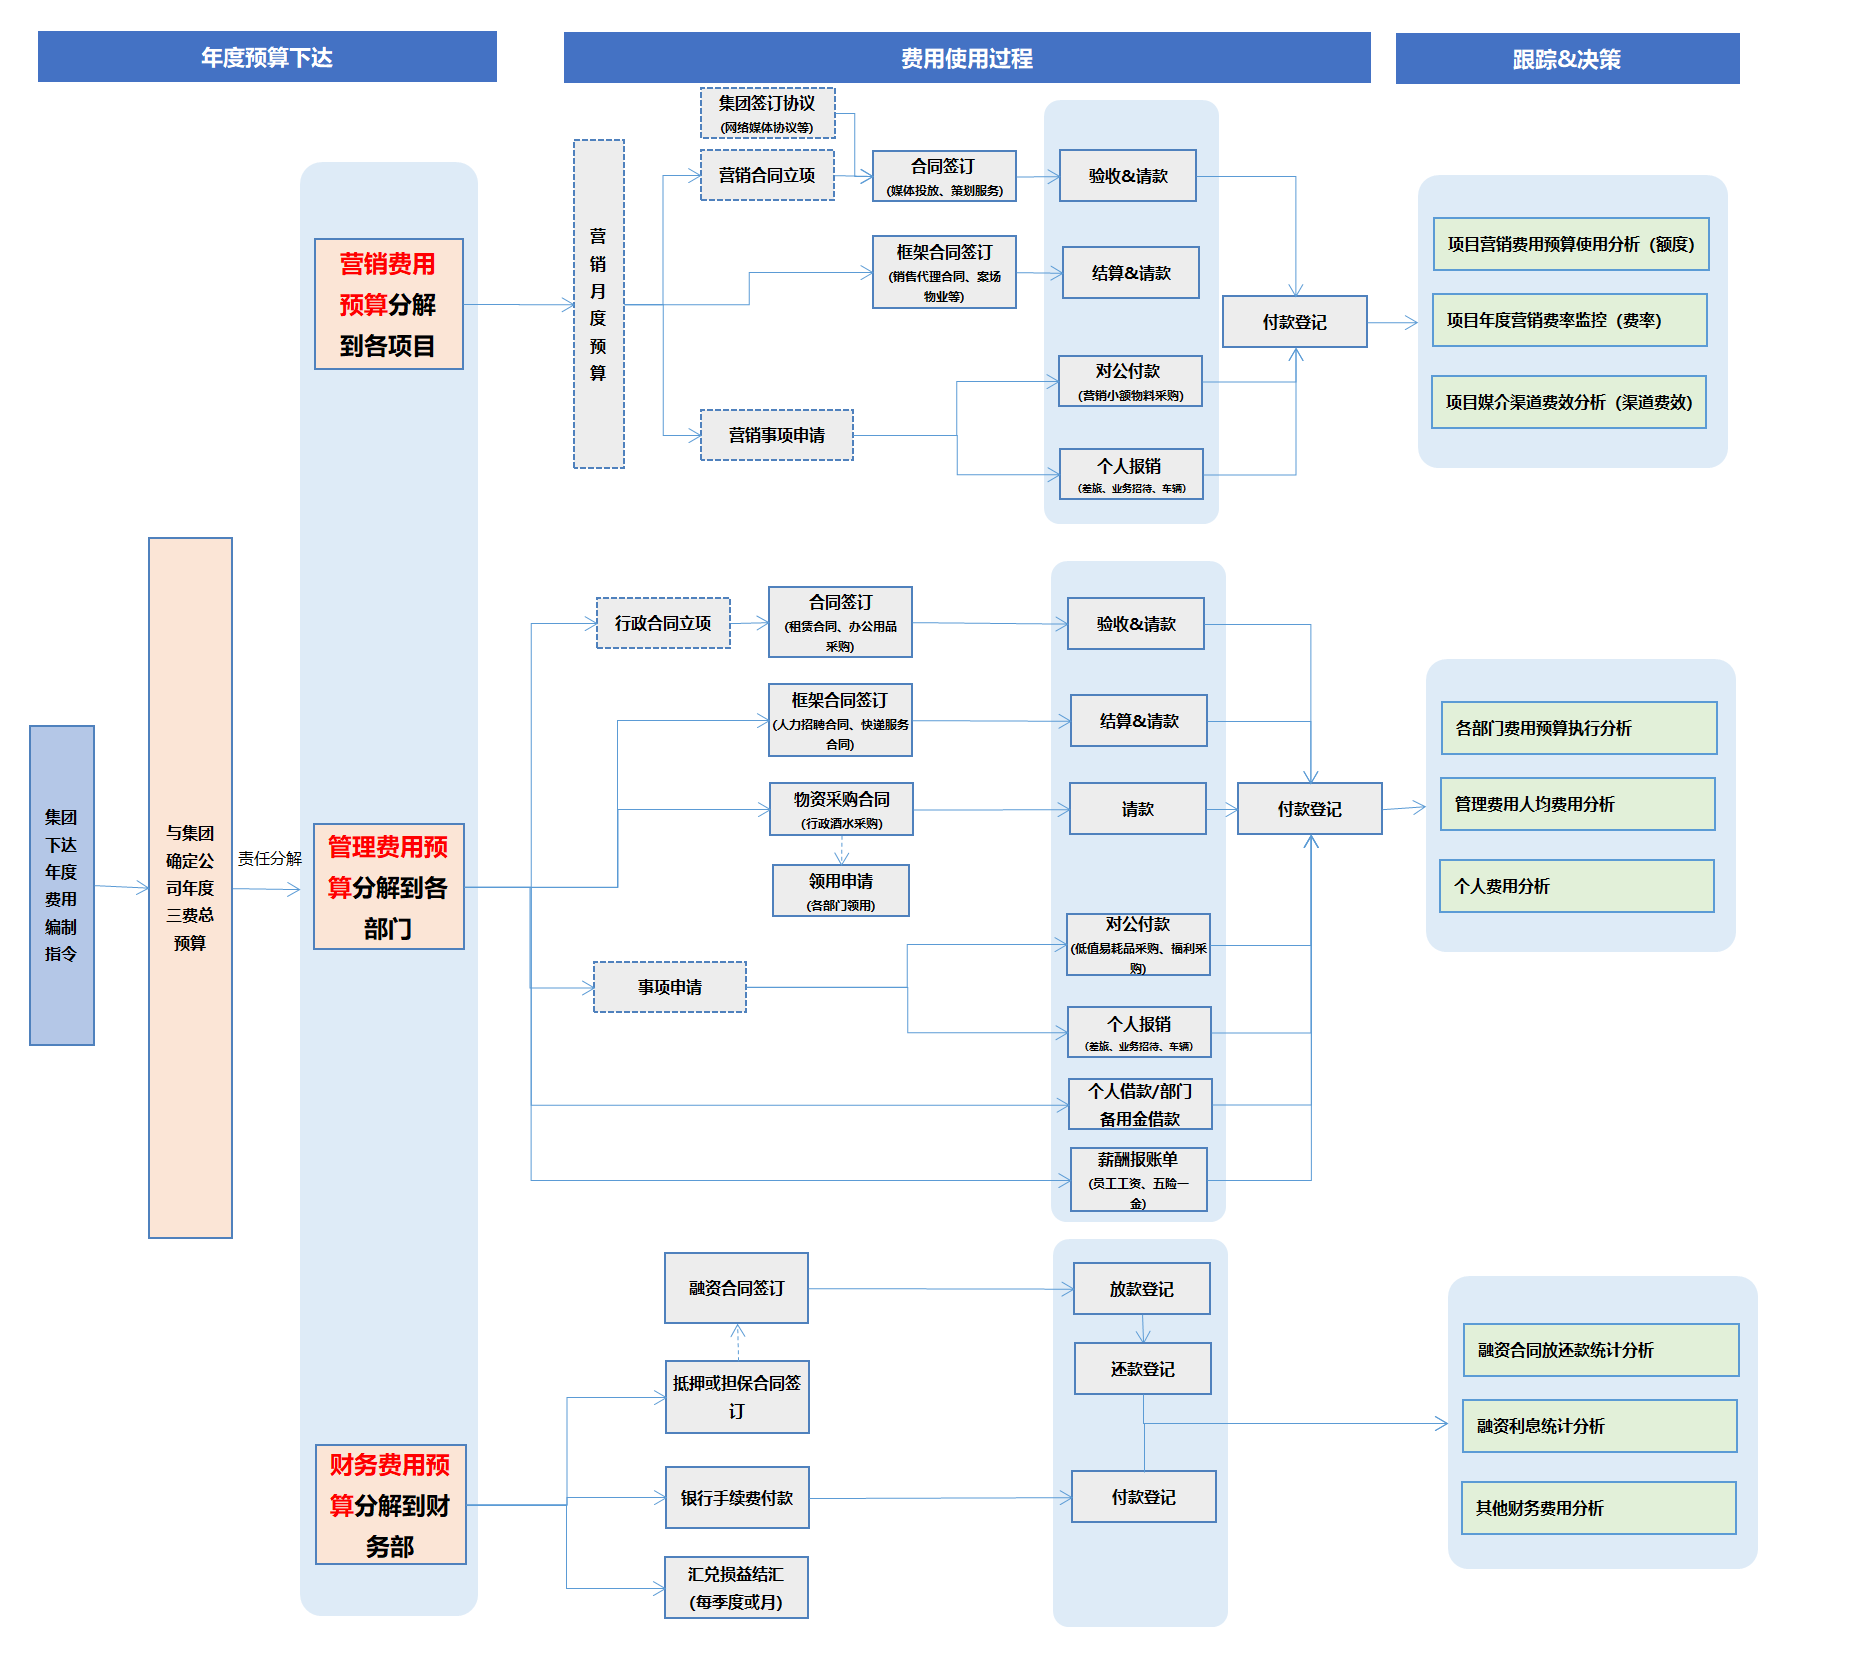 年度预算下达
费用使用过程
跟踪&决策
集团
下达
年度
费用
编制
指令
与集团
确定公
司年度
三费总
预算
责任分解
营销费用
预算分解
到各项目
营
销
月
度
预
算
集团签订协议
(网络媒体协议等)
营销合同立项
合同签订
(媒体投放、策划服务)
验收&请款
框架合同签订
(销售代理合同、案场
物业等)
结算&请款
付款登记
营销事项申请
对公付款
(营销小额物料采购)
个人报销
(差旅、业务招待、车辆)
项目营销费用预算使用分析（额度）
项目年度营销费率监控（费率）
项目媒介渠道费效分析（渠道费效）
管理费用预
算分解到各
部门
行政合同立项
合同签订
(租赁合同、办公用品
采购)
验收&请款
框架合同签订
(人力招聘合同、快递服务
合同)
结算&请款
物资采购合同
(行政酒水采购)
请款
付款登记
领用申请
(各部门领用)
事项申请
对公付款
(低值易耗品采购、福利采
购)
个人报销
(差旅、业务招待、车辆)
个人借款/部门
备用金借款
薪酬报账单
(员工工资、五险一
金)
各部门费用预算执行分析
管理费用人均费用分析
个人费用分析
财务费用预
算分解到财
务部
融资合同签订
放款登记
抵押或担保合同签
订
还款登记
银行手续费付款
付款登记
汇兑损益结汇
(每季度或月)
融资合同放还款统计分析
融资利息统计分析
其他财务费用分析